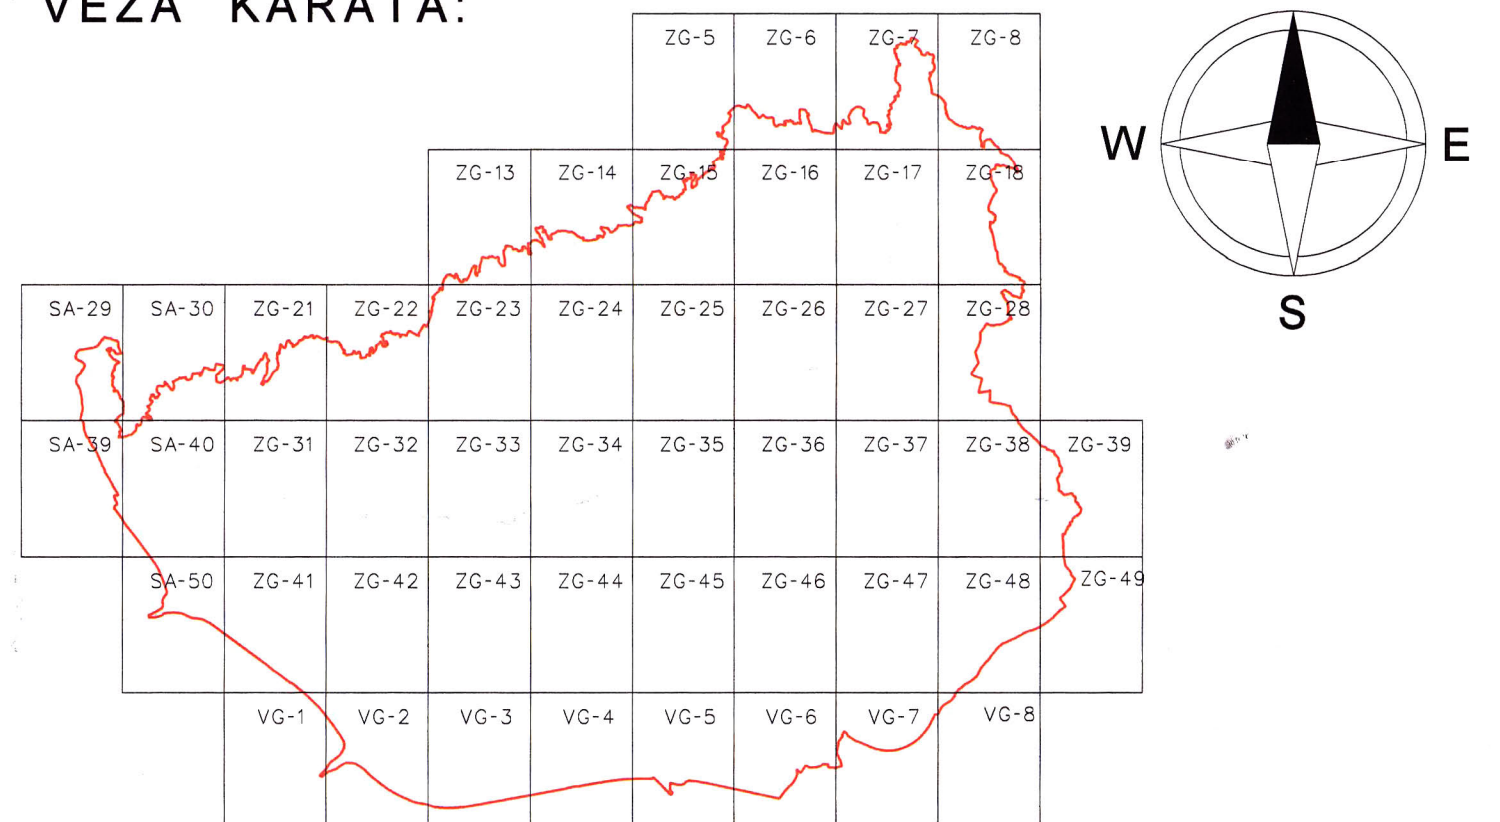 VEZA KARATA:
ZG-5 ZG-6 ZG-7 ZG-8
W E
S
ZG-13 ZG-14 ZG-15 ZG-16 ZG-17 ZG-18
SA-29 SA-30 ZG-21 ZG-22 ZG-23 ZG-24 ZG-25 ZG-26 ZG-27 ZG-28
SA-39 SA-40 ZG-31 ZG-32 ZG-33 ZG-34 ZG-35 ZG-36 ZG-37 ZG-38 ZG-39
SA-50 ZG-41 ZG-42 ZG-43 ZG-44 ZG-45 ZG-46 ZG-47 ZG-48 ZG-49
VG-1 VG-2 VG-3 VG-4 VG-5 VG-6 VG-7 VG-8